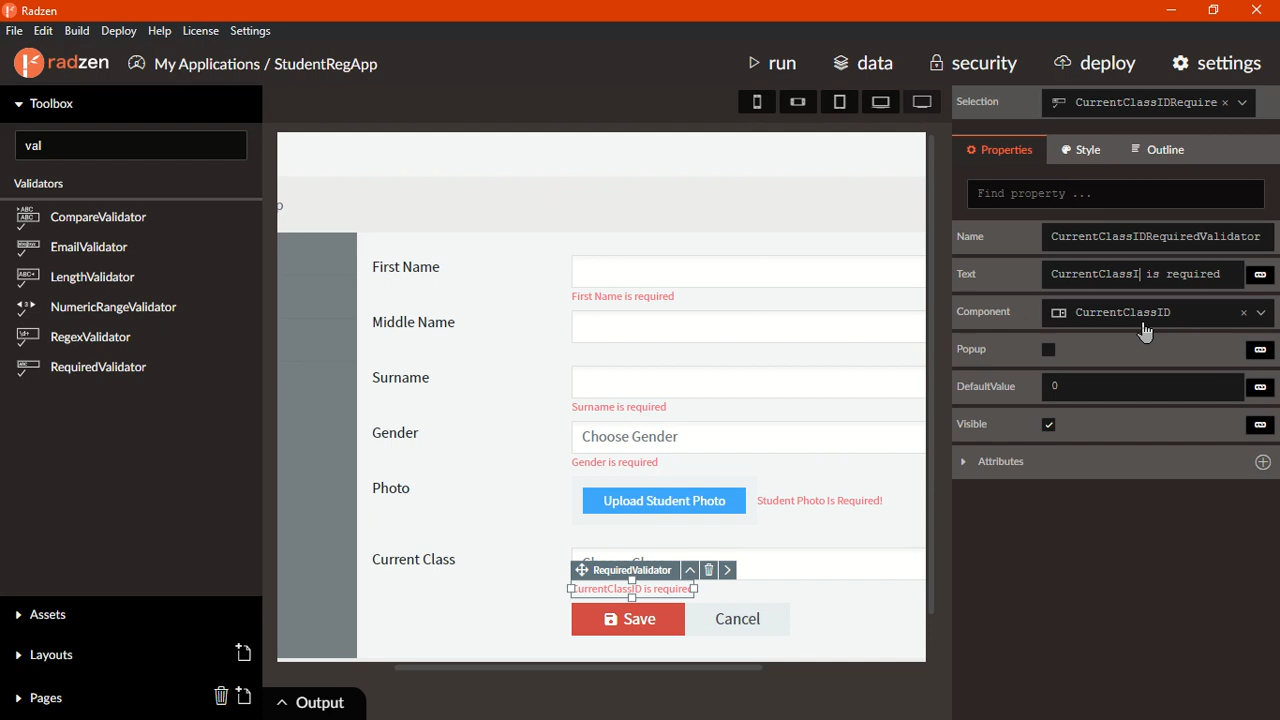 Radzen
File Edit Build Deploy Help License Settings
radzen My Applications / StudentRegApp run data security deploy settings
Toolbox
val
Validators
CompareValidator
EmailValidator
LengthValidator
NumericRangeValidator
RegexValidator
RequiredValidator
Assets
Layouts
Pages
First Name
First Name is required
Middle Name
Surname
Surname is required
Gender
Choose Gender
Gender is required
Photo
Upload Student Photo
Student Photo Is Required!
Current Class
RequiredValidator
CurrentClassID is required
Save
Cancel
Output
Selection CurrentClassIDRequire
Properties Style Outline
Find property ...
Name CurrentClassIDRequiredValidator
Text CurrentClassI is required
Component CurrentClassID
Popup
DefaultValue 0
Visible
Attributes